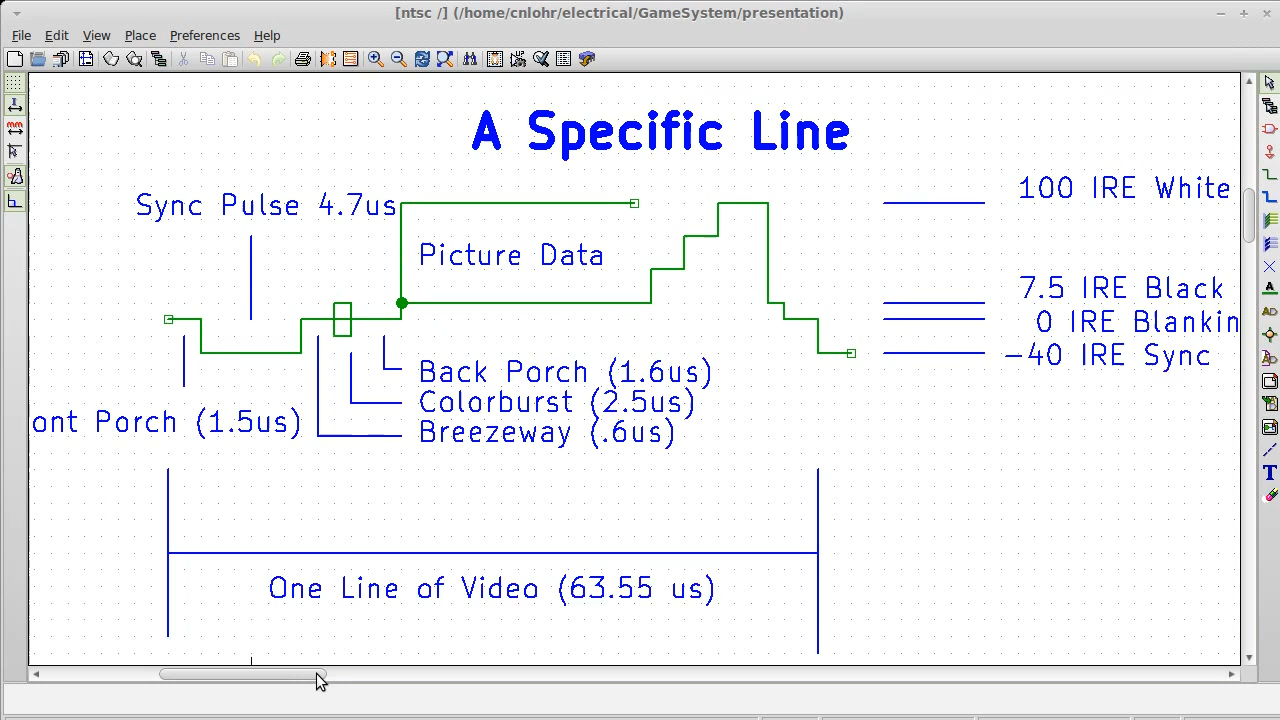 [ntsc /] (/home/cnlohr/electrical/GameSystem/presentation)
File Edit View Place Preferences Help
A Specific Line
Sync Pulse 4.7us
100 IRE White
Picture Data
7.5 IRE Black
0 IRE Blankin
-40 IRE Sync
Back Porch (1.6us)
Colorburst (2.5us)
ont Porch (1.5us)
Breezeway (.6us)
One Line of Video (63.55 us)